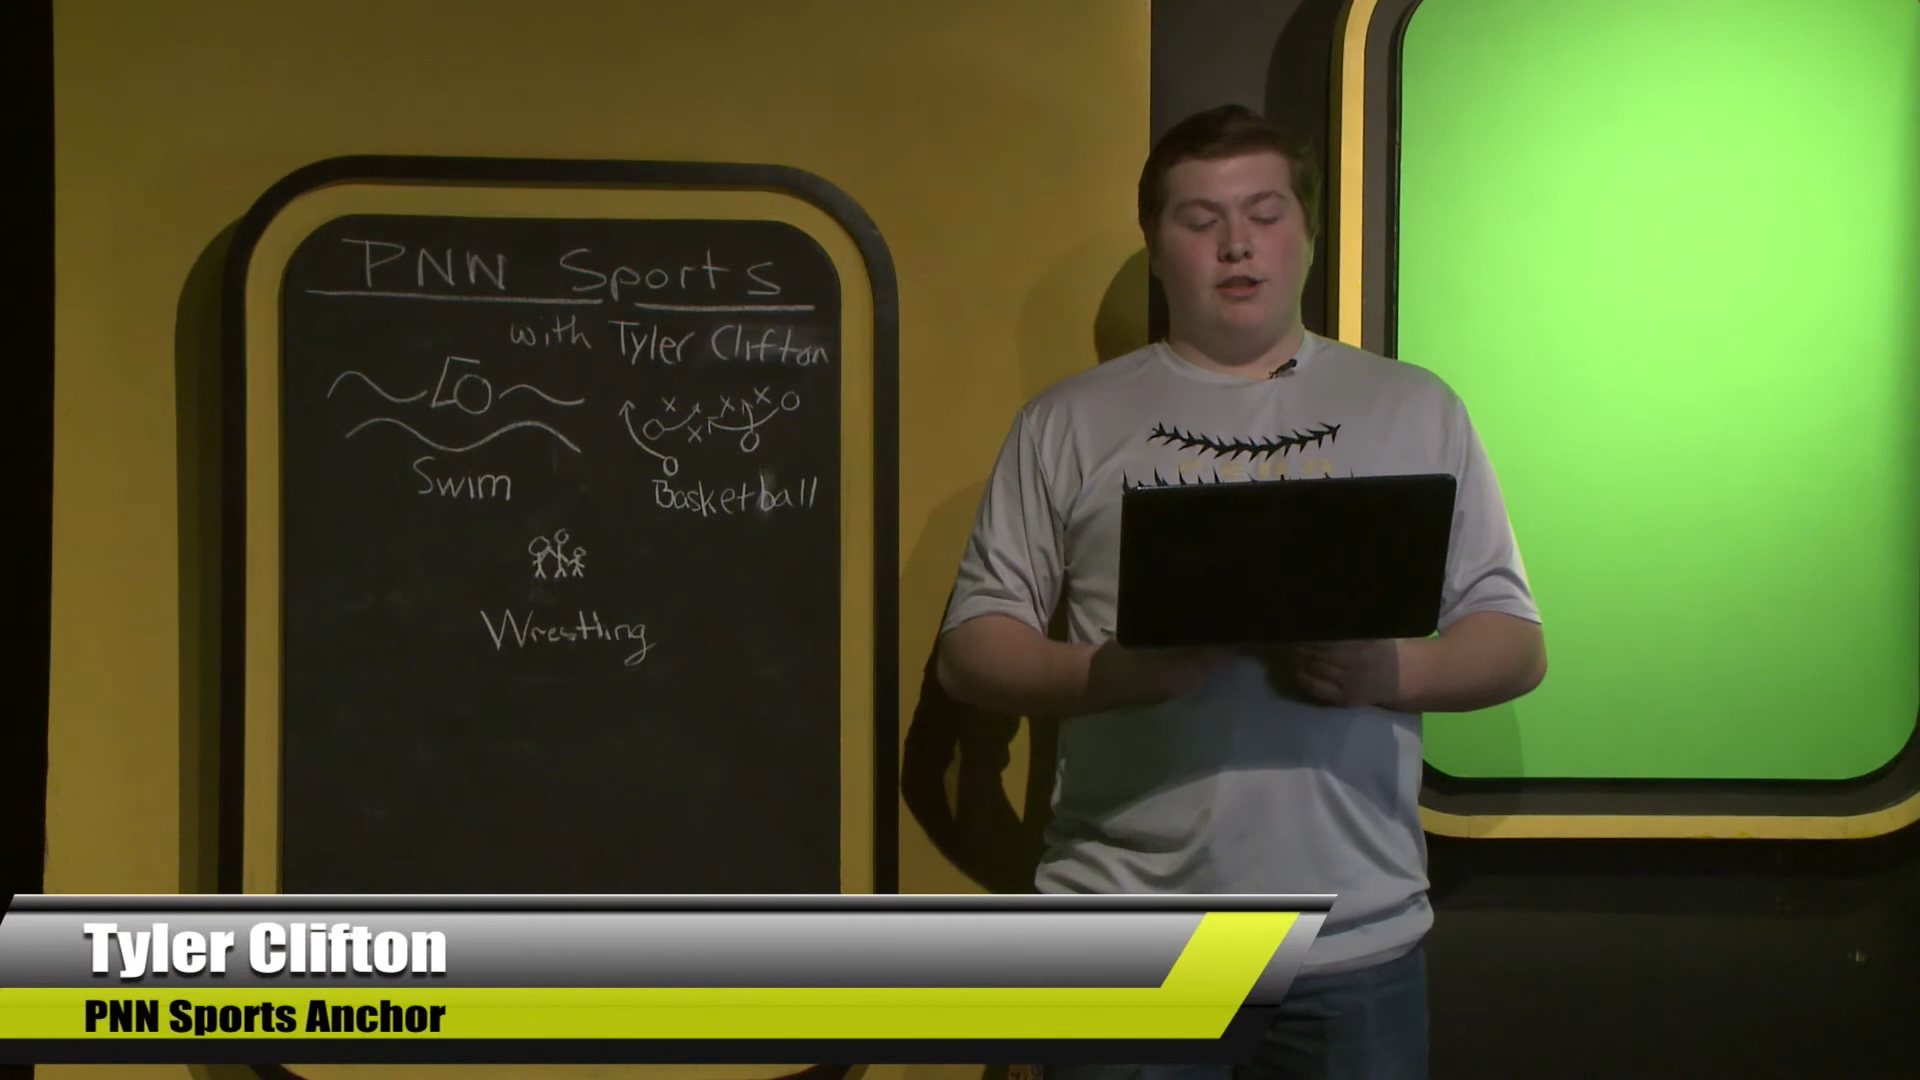 PNN Sports
with Tyler Clifton
Swim
Basketball
Wrestling
Tyler Clifton
PNN Sports Anchor